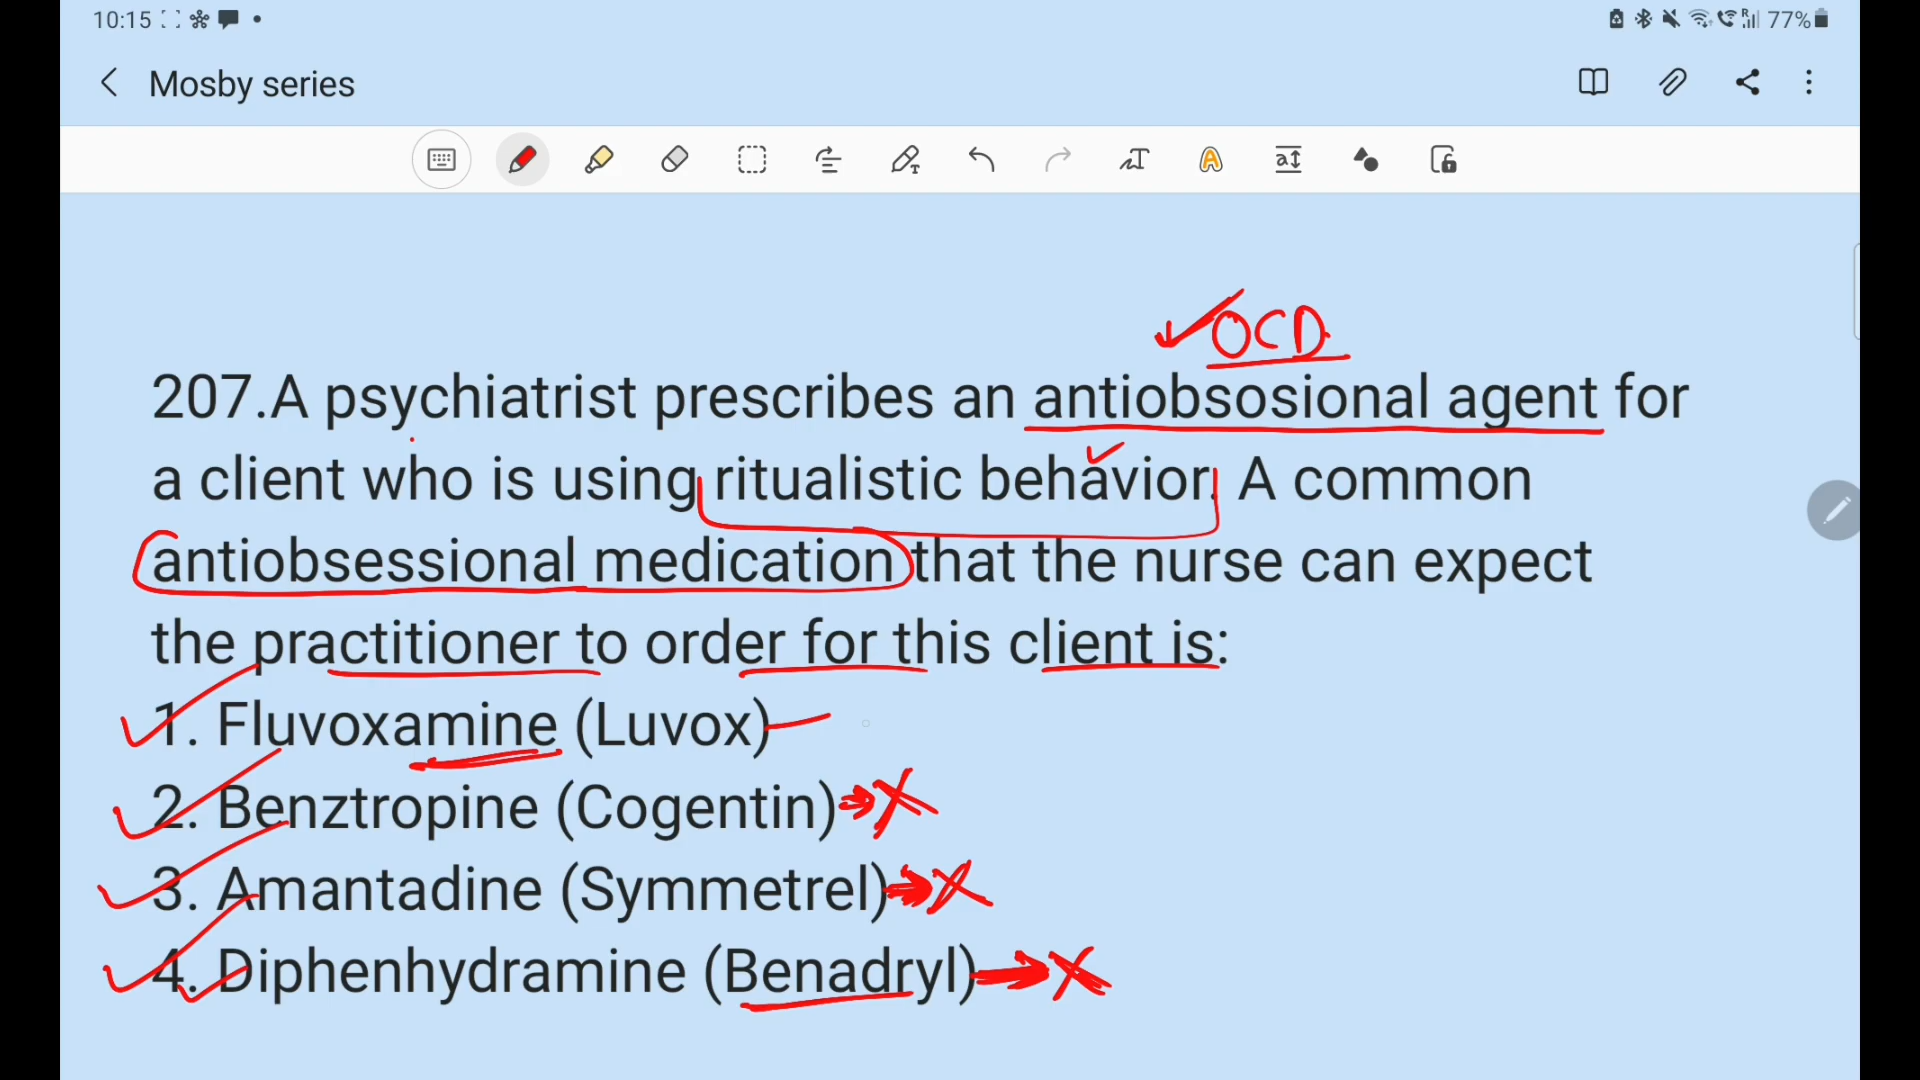 10:15
77%
Mosby series
OCD
207.A psychiatrist prescribes an antiobsosional agent for
a client who is using ritualistic behavior. A common
antiobsessional medication that the nurse can expect
the practitioner to order for this client is:
1. Fluvoxamine (Luvox)
2. Benztropine (Cogentin)
3. Amantadine (Symmetrel)
4. Diphenhydramine (Benadryl)